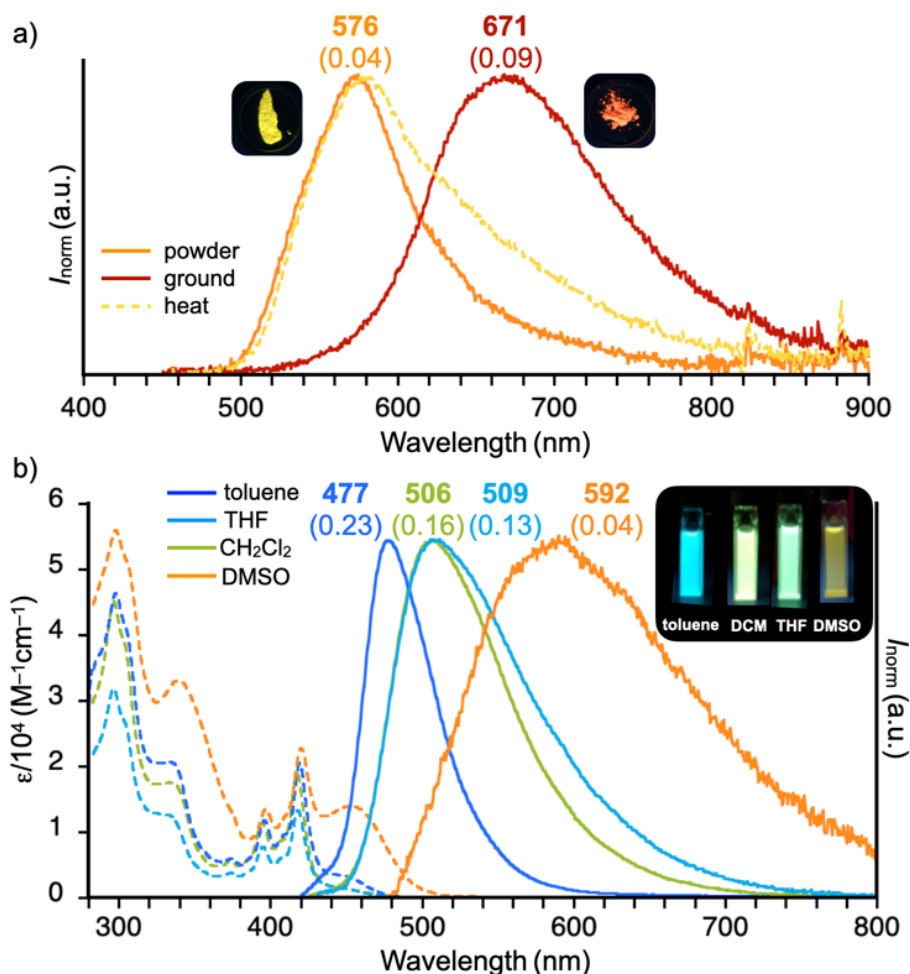 a)
576
(0.04)
671
(0.09)
I norm (a.u.)
powder
ground
heat
400 500 600 700 800 900
Wavelength (nm)
b)
6
5
4
3
2
1
0
ε/10⁴ (M⁻¹cm⁻¹)
toluene
THF
CH₂Cl₂
DMSO
477 506 509 592
(0.23) (0.16) (0.13) (0.04)
toluene DCM THF DMSO
I norm (a.u.)
300 400 500 600 700 800
Wavelength (nm)